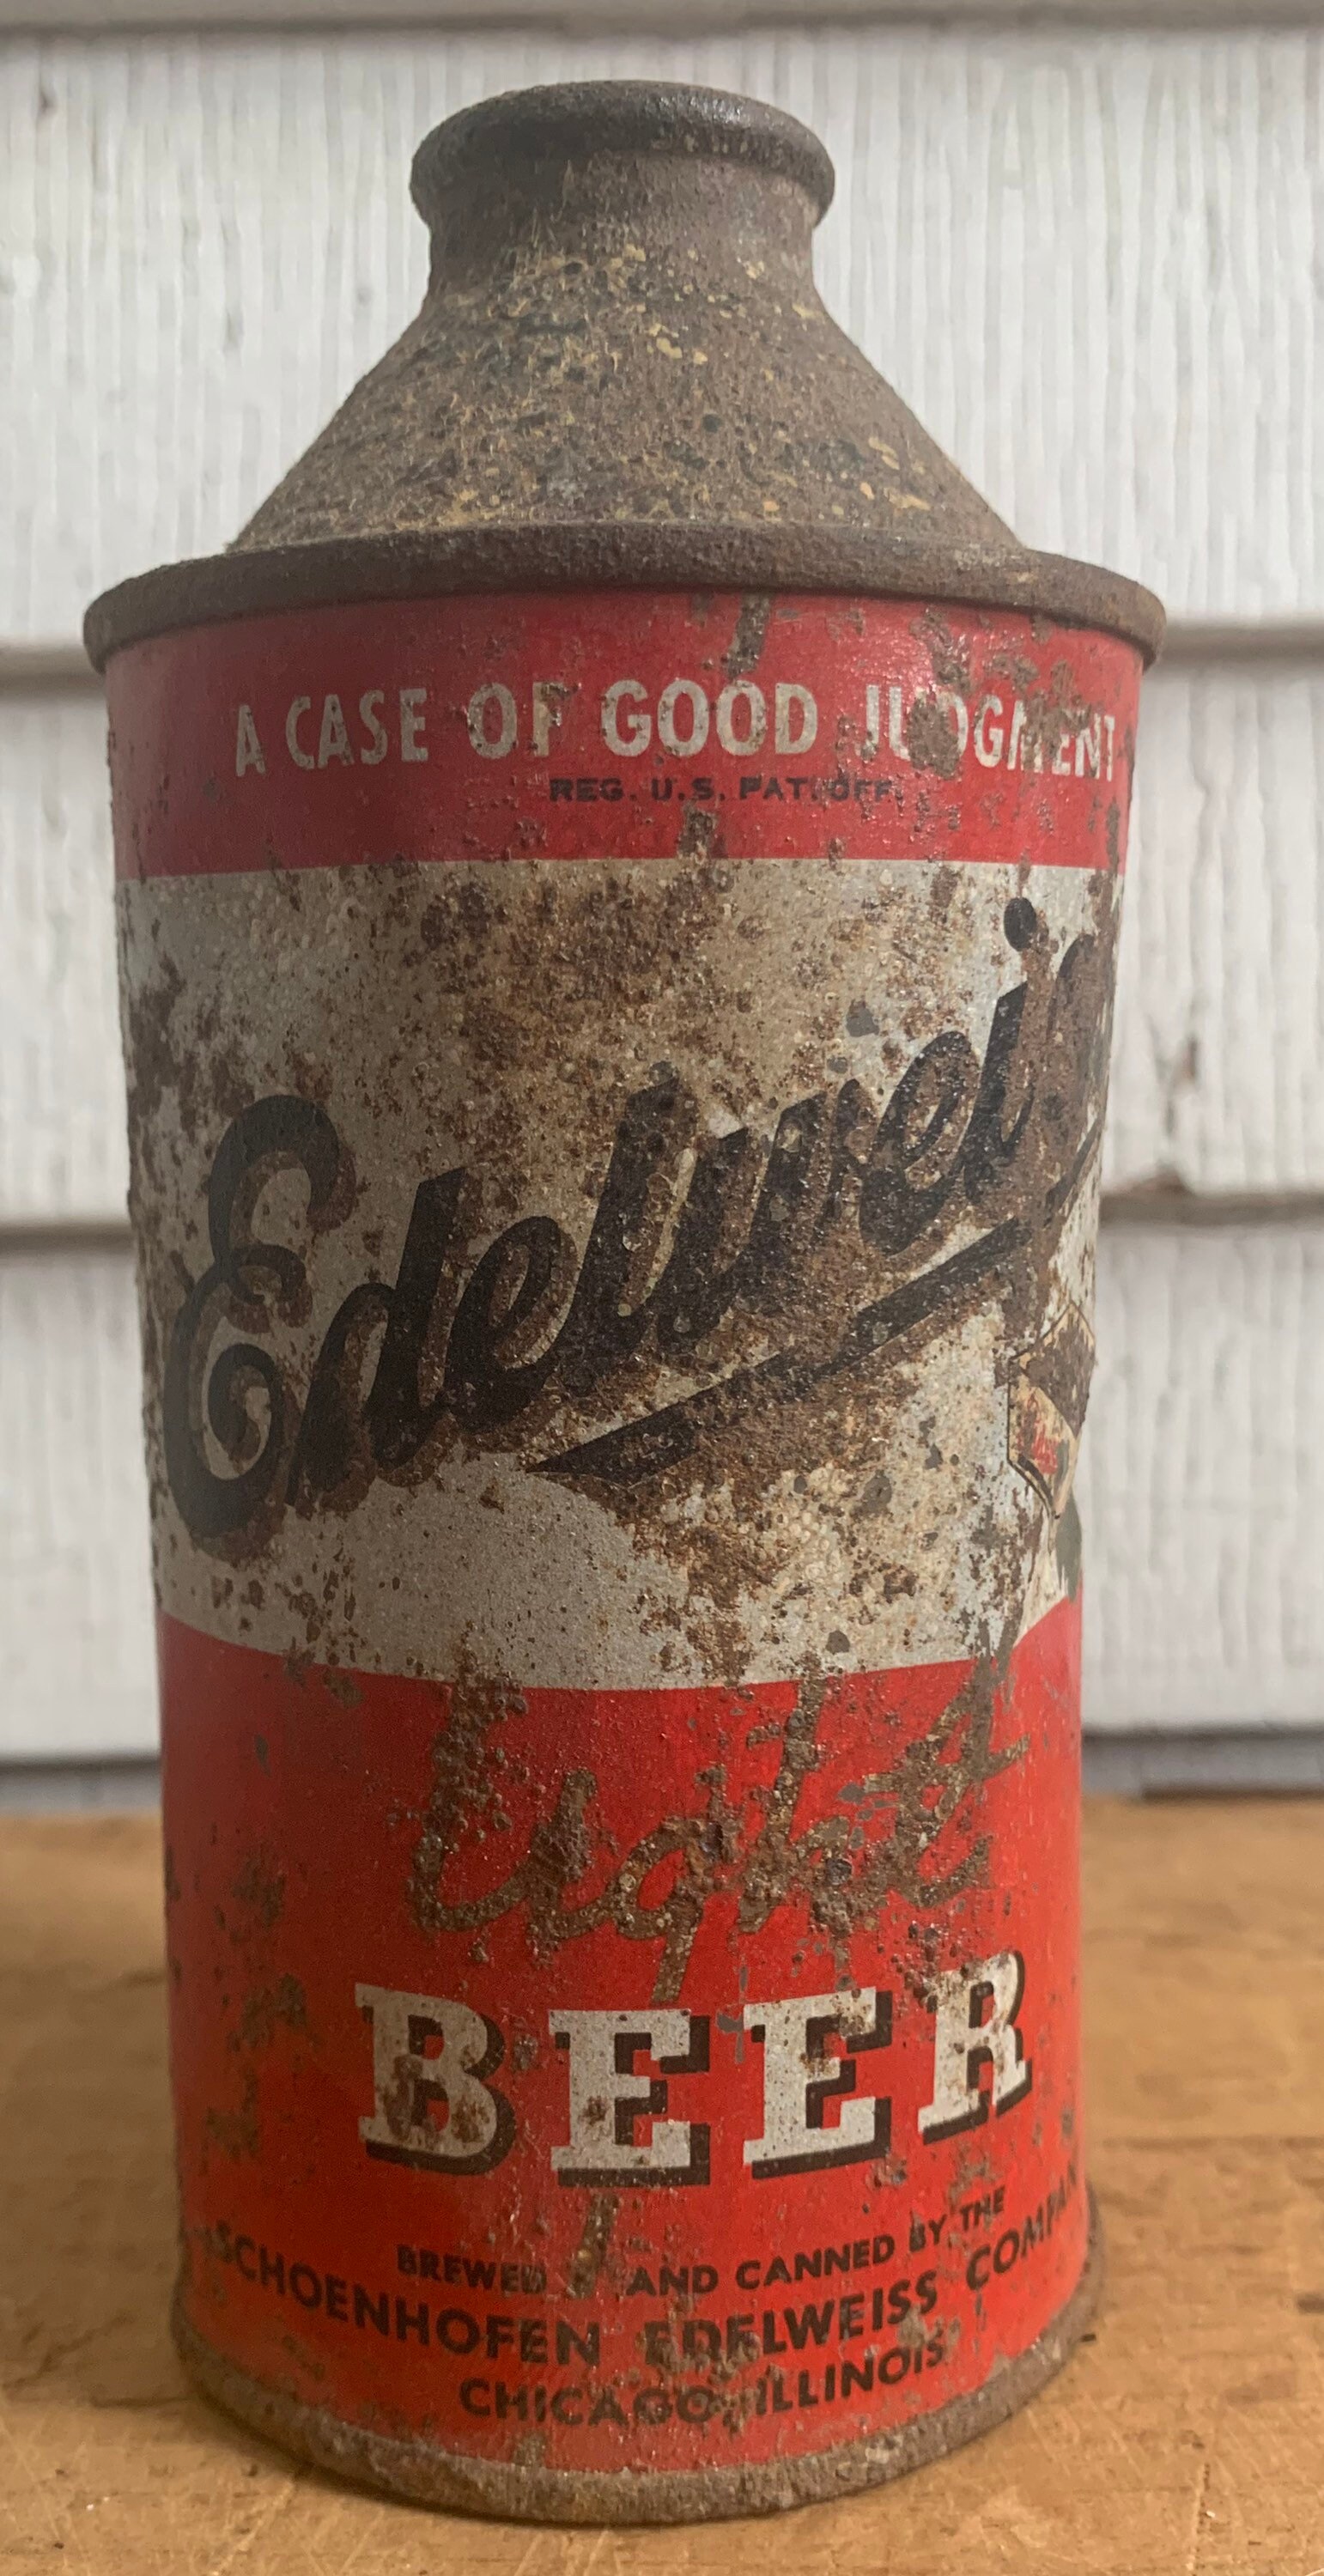 A CASE OF GOOD JUDGMENT
REG. U.S. PAT. OFF.
Edelweiss
Light
BEER
BREWED AND CANNED BY THE
SCHOENHOFEN EDELWEISS COMPANY
CHICAGO, ILLINOIS